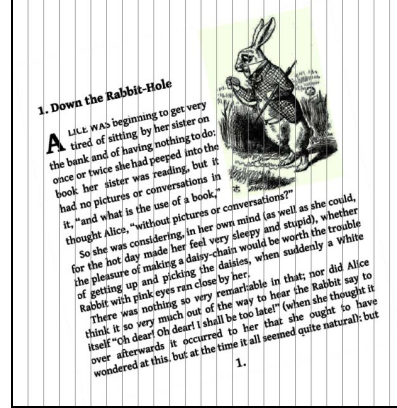 1. Down the Rabbit-Hole
ALICE WAS beginning to get very
tired of sitting by her sister on
the bank and of having nothing to do:
once or twice she had peeped into the
book her sister was reading, but it
had no pictures or conversations in
it, "and what is the use of a book,"
thought Alice, "without pictures or conversations?"
So she was considering, in her own mind (as well as she could,
for the hot day made her feel very sleepy and stupid), whether
the pleasure of making a daisy-chain would be worth the trouble
of getting up and picking the daisies, when suddenly a White
Rabbit with pink eyes ran close by her.
There was nothing so very remarkable in that; nor did Alice
think it so very much out of the way to hear the Rabbit say to
itself "Oh dear! Oh dear! I shall be too late!" (when she thought it
over afterwards it occurred to her that she ought to have
wondered at this, but at the time it all seemed quite natural): but
1.